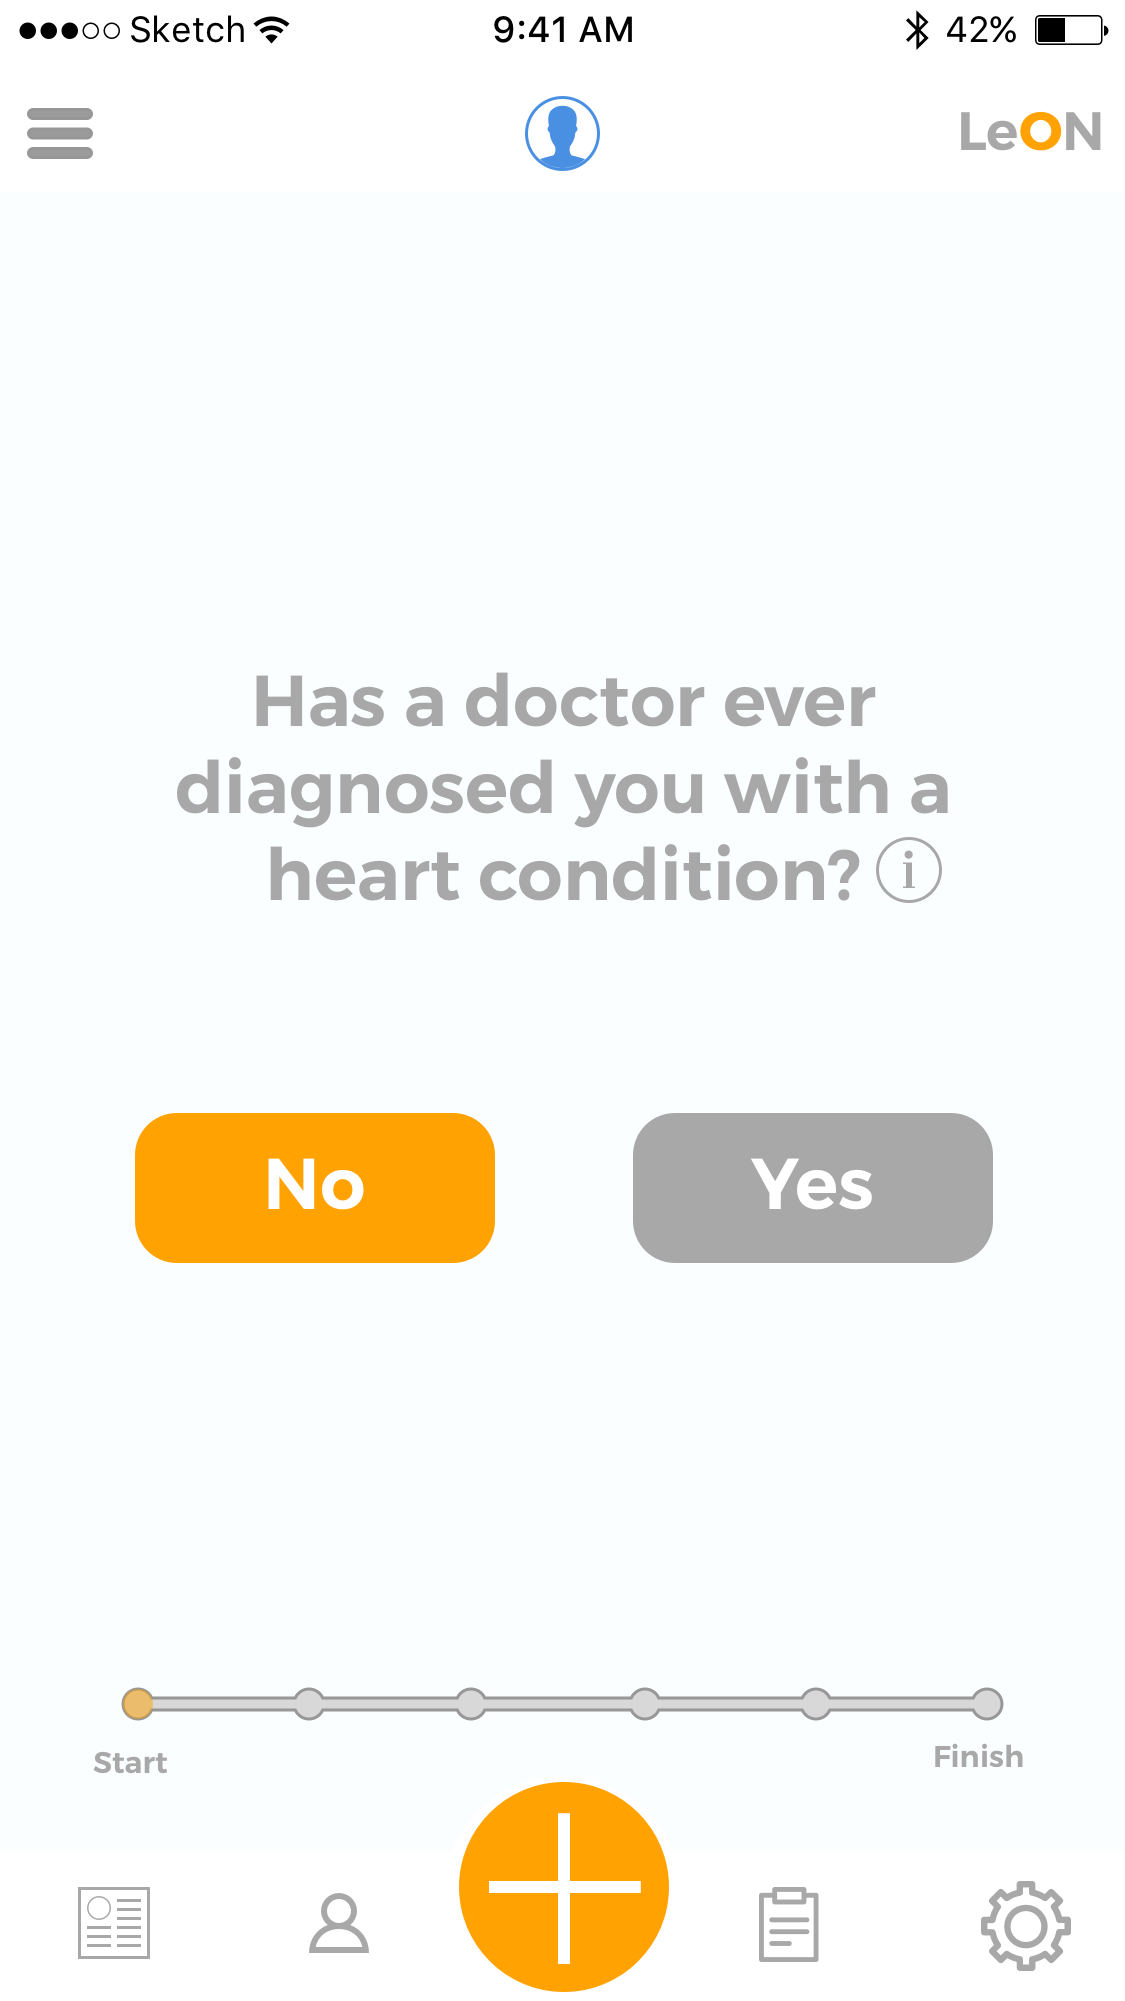 Sketch 9:41 AM 42%
LeON
Has a doctor ever
diagnosed you with a
heart condition? i
No Yes
Start Finish